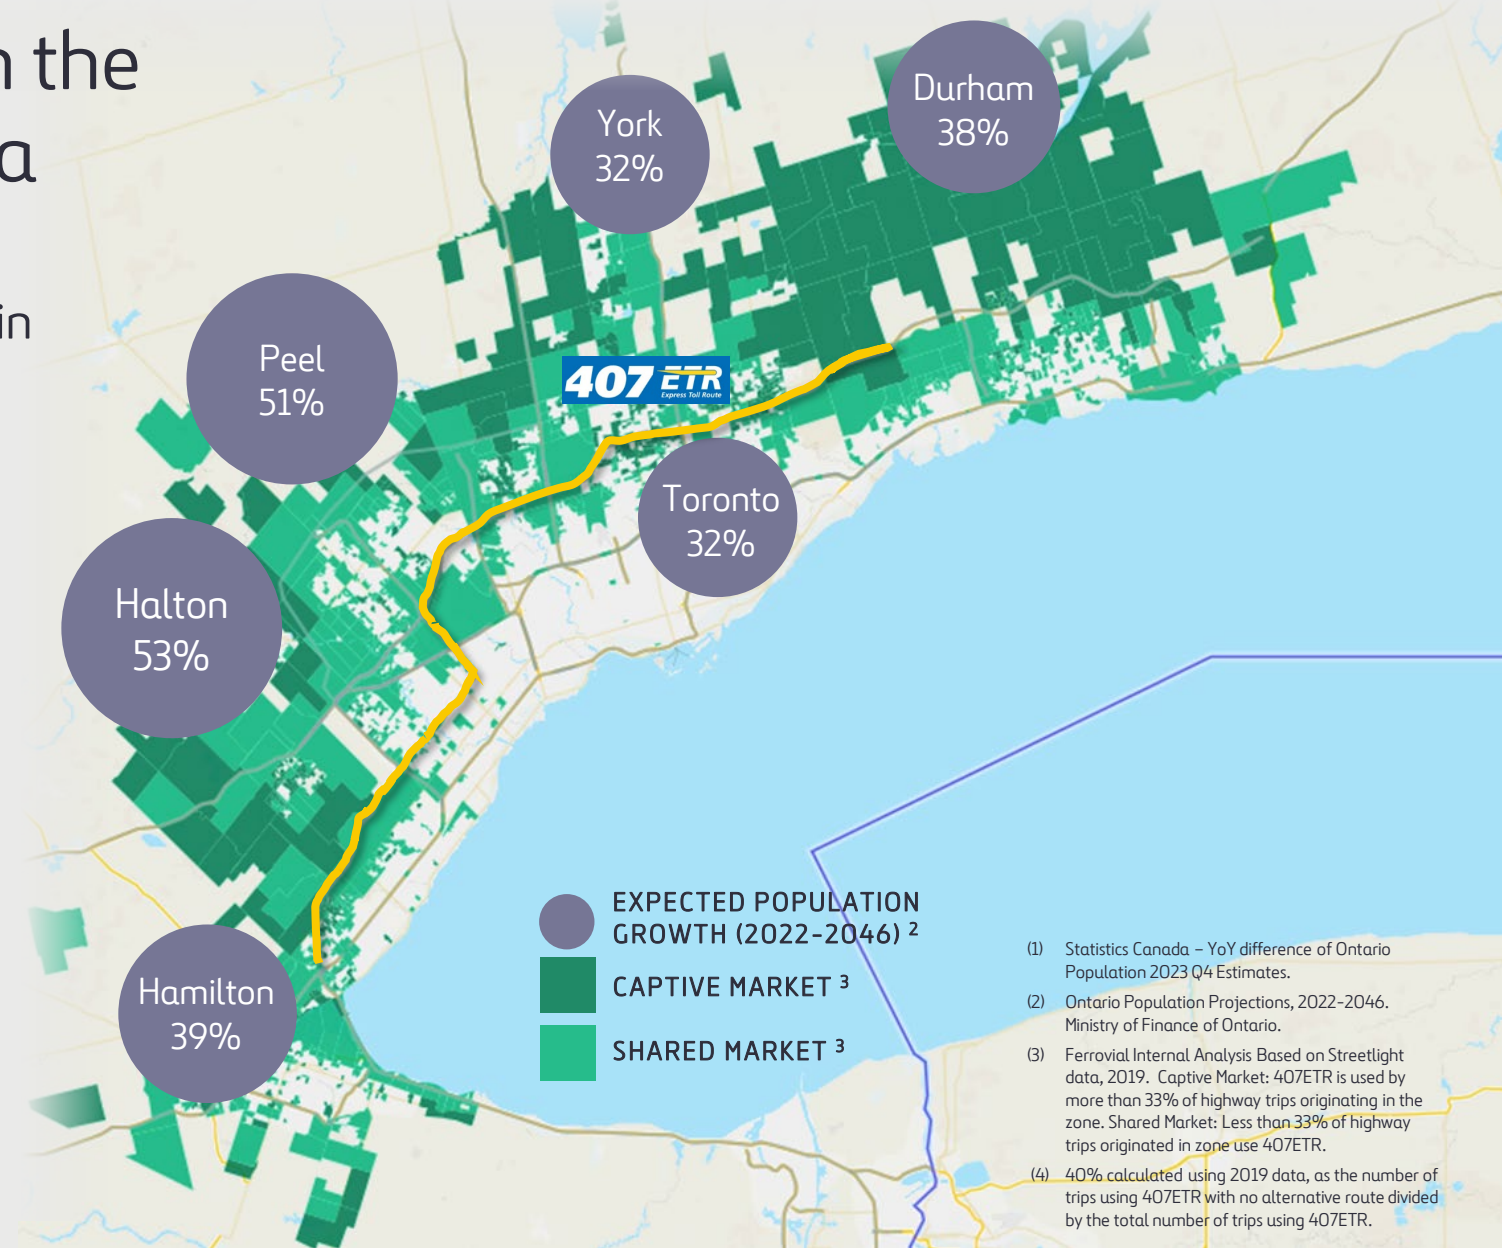 n the
a
in
York
32%
Durham
38%
Peel
51%
407 ETR
Express Toll Route
Toronto
32%
Halton
53%
Hamilton
39%
EXPECTED POPULATION
GROWTH (2022-2046) ²
CAPTIVE MARKET ³
SHARED MARKET ³
(1) Statistics Canada – YoY difference of Ontario
Population 2023 Q4 Estimates.
(2) Ontario Population Projections, 2022-2046.
Ministry of Finance of Ontario.
(3) Ferrovial Internal Analysis Based on Streetlight
data, 2019. Captive Market: 407ETR is used by
more than 33% of highway trips originating in the
zone. Shared Market: Less than 33% of highway
trips originated in zone use 407ETR.
(4) 40% calculated using 2019 data, as the number of
trips using 407ETR with no alternative route divided
by the total number of trips using 407ETR.